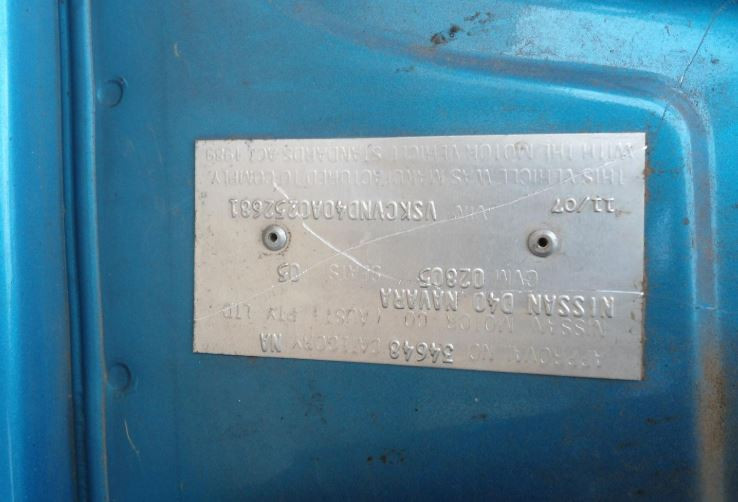 APPROVAL NO 34648 CATEGORY NA
NISSAN MOTOR CO (AUST) PTY LTD
NISSAN D40 NAVARA
GVM 02805 SEATS 05
11/07 VIN VSKCVND40A0252681
THIS VEHICLE WAS MANUFACTURED TO COMPLY
WITH THE MOTOR VEHICLE STANDARDS ACT 1989